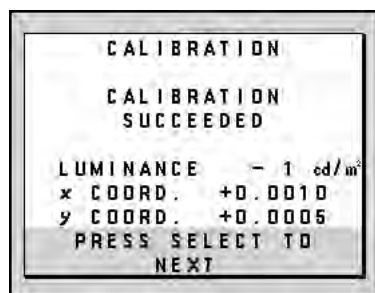 CALIBRATION
CALIBRATION
SUCCEEDED
LUMINANCE - 1 cd/m²
x COORD. +0.0010
y COORD. +0.0005
PRESS SELECT TO
NEXT